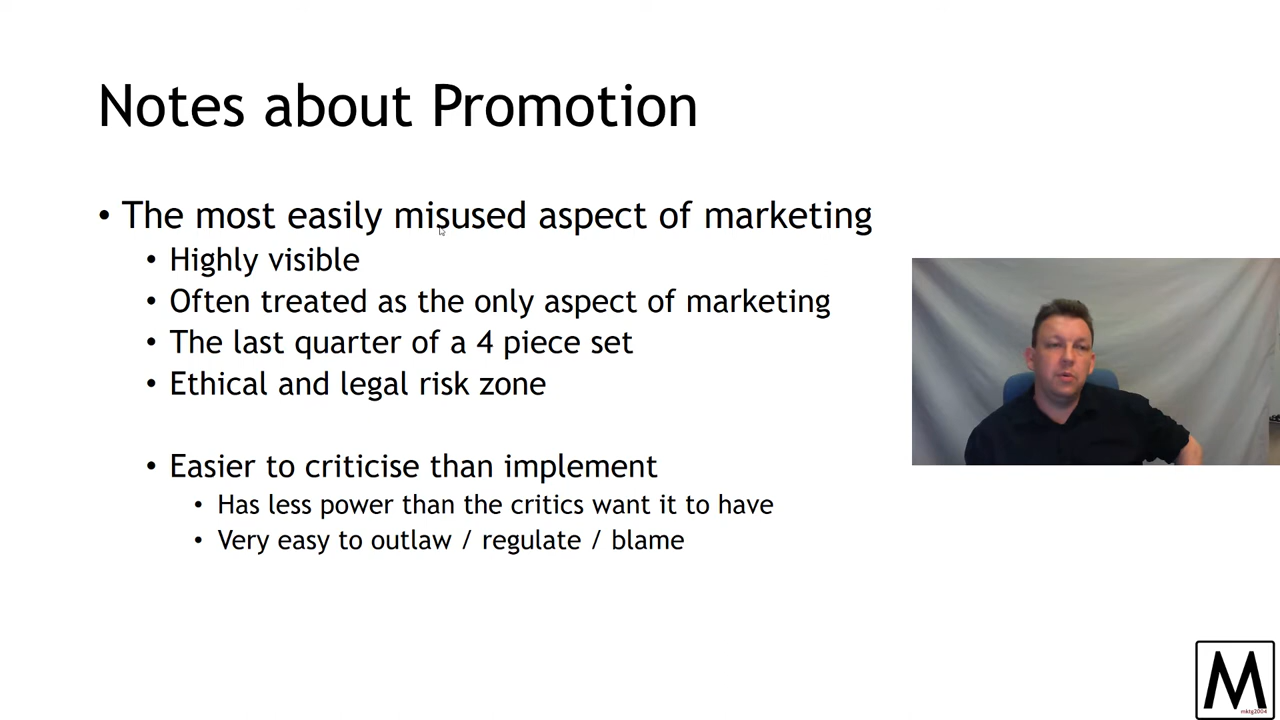 Notes about Promotion
• The most easily misused aspect of marketing
• Highly visible
• Often treated as the only aspect of marketing
• The last quarter of a 4 piece set
• Ethical and legal risk zone
• Easier to criticise than implement
• Has less power than the critics want it to have
• Very easy to outlaw / regulate / blame
M
mktg2004